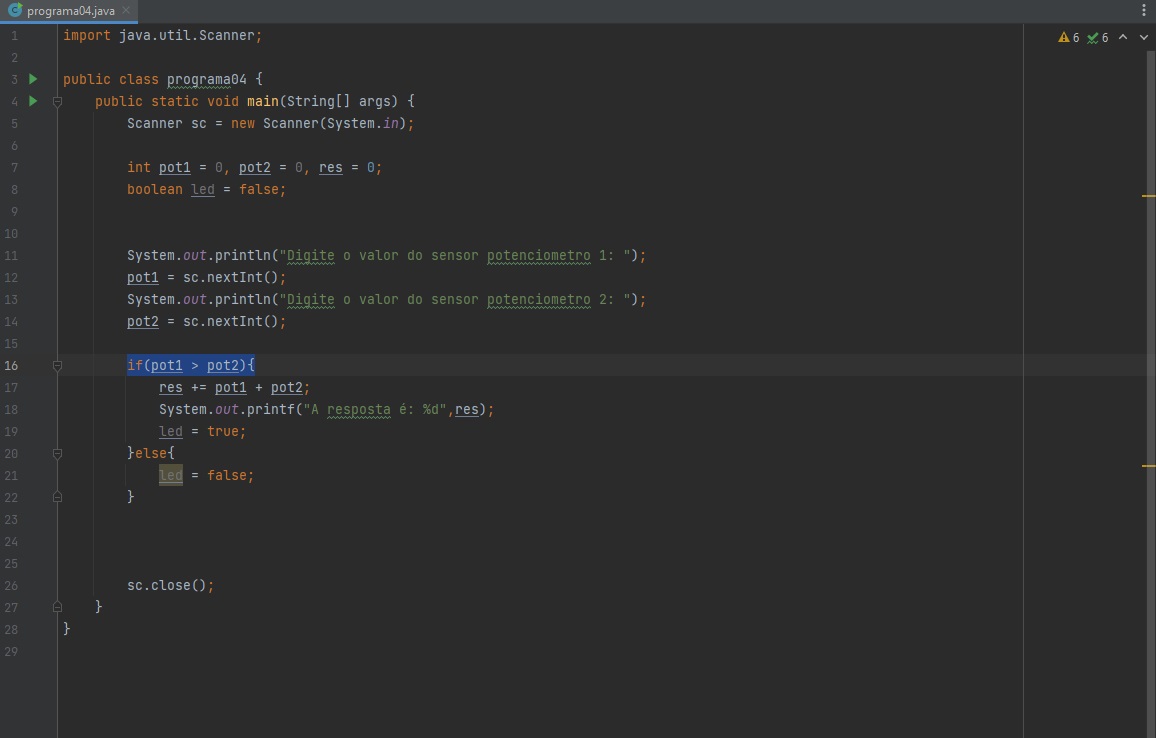 programa04.java
6 6
1 import java.util.Scanner;
2
3 public class programa04 {
4 public static void main(String[] args) {
5 Scanner sc = new Scanner(System.in);
6
7 int pot1 = 0, pot2 = 0, res = 0;
8 boolean led = false;
9
10
11 System.out.println("Digite o valor do sensor potenciometro 1: ");
12 pot1 = sc.nextInt();
13 System.out.println("Digite o valor do sensor potenciometro 2: ");
14 pot2 = sc.nextInt();
15
16 if(pot1 > pot2){
17 res += pot1 + pot2;
18 System.out.printf("A resposta é: %d",res);
19 led = true;
20 }else{
21 led = false;
22 }
23
24
25
26 sc.close();
27 }
28 }
29